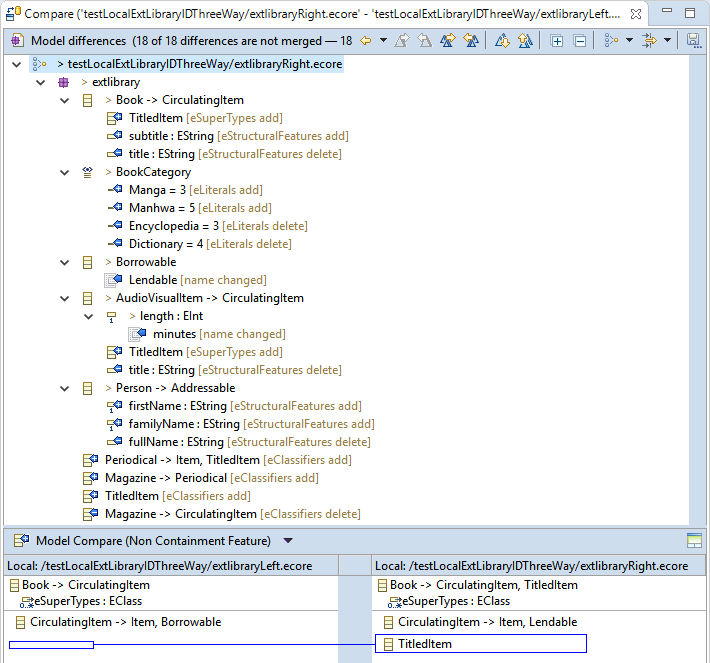 Compare ('testLocalExtLibraryIDThreeWay/extlibraryRight.ecore' - 'testLocalExtLibraryIDThreeWay/extlibraryLeft....
Model differences (18 of 18 differences are not merged — 18
> testLocalExtLibraryIDThreeWay/extlibraryRight.ecore
> extlibrary
> Book -> CirculatingItem
TitledItem [eSuperTypes add]
subtitle : EString [eStructuralFeatures add]
title : EString [eStructuralFeatures delete]
> BookCategory
Manga = 3 [eLiterals add]
Manhwa = 5 [eLiterals add]
Encyclopedia = 3 [eLiterals delete]
Dictionary = 4 [eLiterals delete]
> Borrowable
Lendable [name changed]
> AudioVisualItem -> CirculatingItem
> length : EInt
minutes [name changed]
TitledItem [eSuperTypes add]
title : EString [eStructuralFeatures delete]
> Person -> Addressable
firstName : EString [eStructuralFeatures add]
familyName : EString [eStructuralFeatures add]
fullName : EString [eStructuralFeatures delete]
Periodical -> Item, TitledItem [eClassifiers add]
Magazine -> Periodical [eClassifiers add]
TitledItem [eClassifiers add]
Magazine -> CirculatingItem [eClassifiers delete]
Model Compare (Non Containment Feature)
Local: /testLocalExtLibraryIDThreeWay/extlibraryLeft.ecore
Local: /testLocalExtLibraryIDThreeWay/extlibraryRight.ecore
Book -> CirculatingItem
Book -> CirculatingItem, TitledItem
eSuperTypes : EClass
eSuperTypes : EClass
CirculatingItem -> Item, Borrowable
CirculatingItem -> Item, Lendable
TitledItem